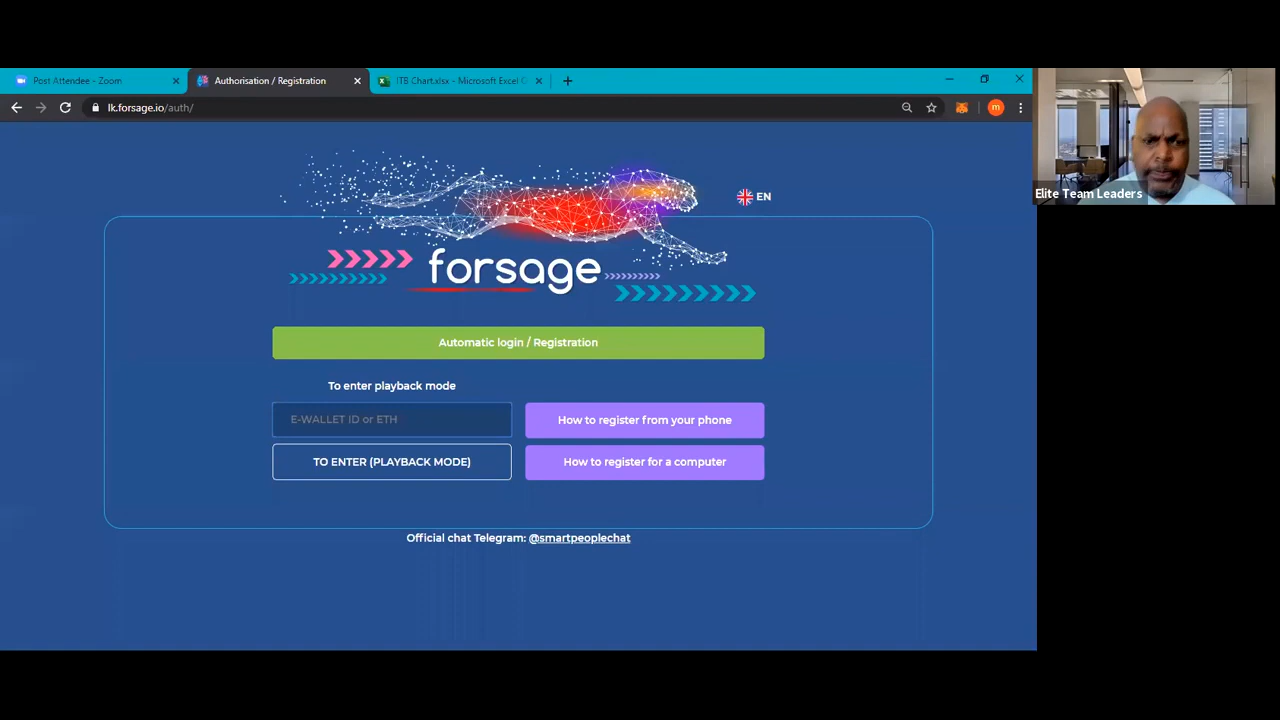 Post Attendee - Zoom
Authorisation / Registration
ITB Chart.xlsx - Microsoft Excel
lk.forsage.io/auth/
m
Elite Team Leaders
EN
forsage
Automatic login / Registration
To enter playback mode
E-WALLET ID or ETH
How to register from your phone
TO ENTER (PLAYBACK MODE)
How to register for a computer
Official chat Telegram: @smartpeoplechat